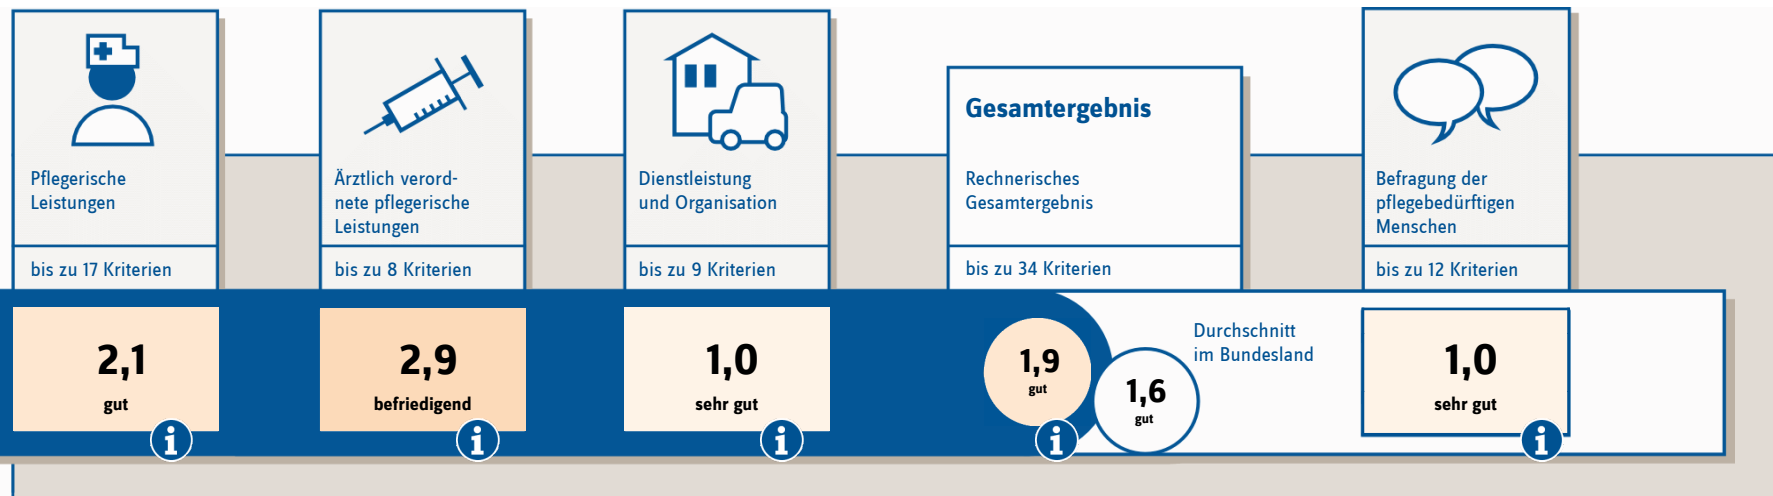 Pflegerische
Leistungen
bis zu 17 Kriterien
2,1
gut
i
Ärztlich verord-
nete pflegerische
Leistungen
bis zu 8 Kriterien
2,9
befriedigend
i
Dienstleistung
und Organisation
bis zu 9 Kriterien
1,0
sehr gut
i
Gesamtergebnis
Rechnerisches
Gesamtergebnis
bis zu 34 Kriterien
1,9
gut
i
1,6
gut
Durchschnitt
im Bundesland
Befragung der
pflegebedürftigen
Menschen
bis zu 12 Kriterien
1,0
sehr gut
i